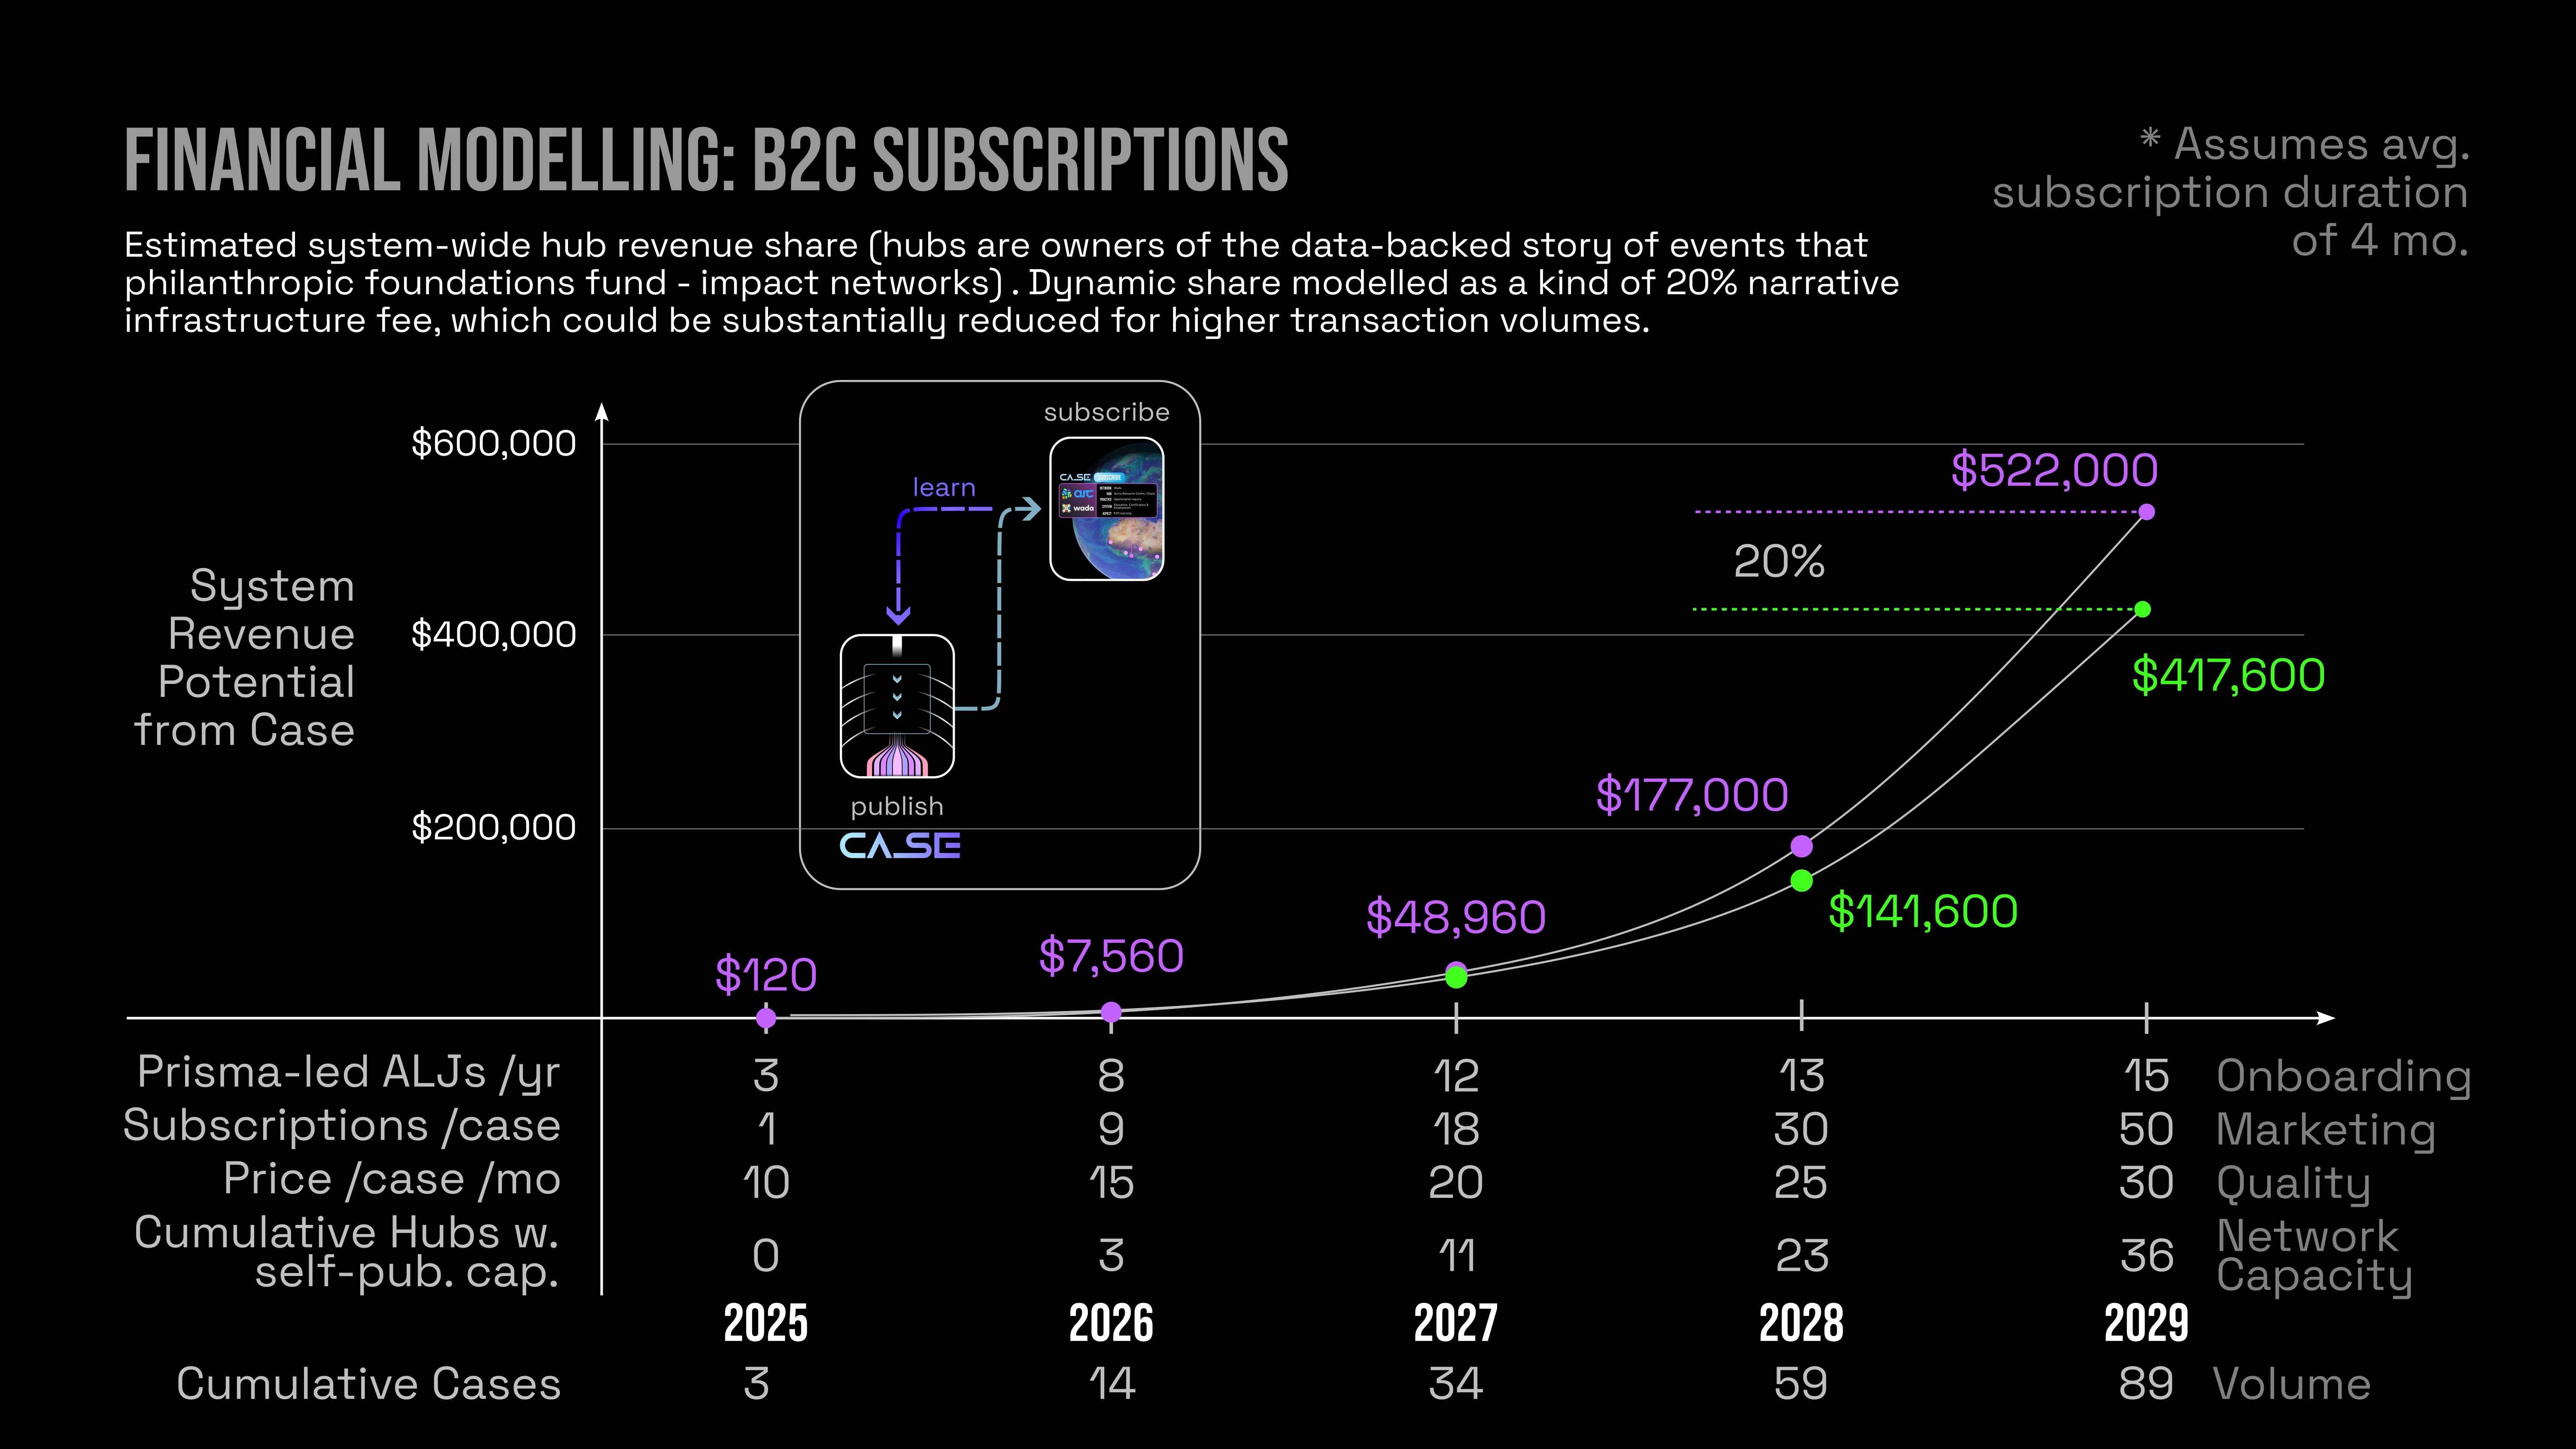 FINANCIAL MODELLING: B2C SUBSCRIPTIONS
* Assumes avg.
subscription duration
of 4 mo.
Estimated system-wide hub revenue share (hubs are owners of the data-backed story of events that
philanthropic foundations fund - impact networks) . Dynamic share modelled as a kind of 20% narrative
infrastructure fee, which could be substantially reduced for higher transaction volumes.
System
Revenue
Potential
from Case
$600,000
$400,000
$200,000
subscribe
learn
CASE SUBSCRIBE
arc
wada
publish
CASE
$522,000
20%
$417,600
$177,000
$141,600
$48,960
$7,560
$120
Prisma-led ALJs /yr 3 8 12 13 15 Onboarding
Subscriptions /case 1 9 18 30 50 Marketing
Price /case /mo 10 15 20 25 30 Quality
Cumulative Hubs w.
self-pub. cap. 0 3 11 23 36 Network
Capacity
2025 2026 2027 2028 2029
Cumulative Cases 3 14 34 59 89 Volume